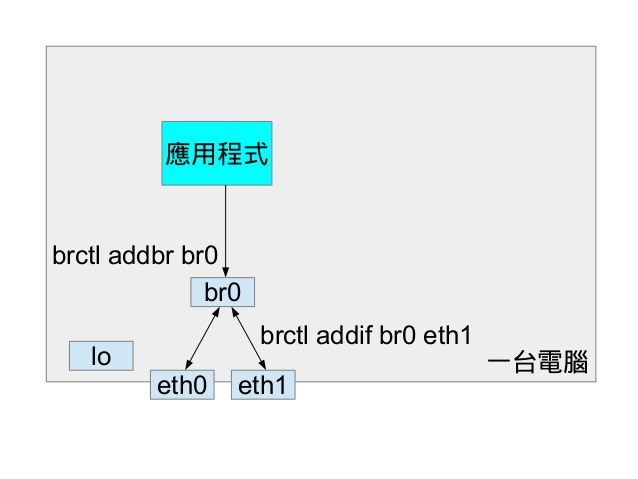 應用程式
brctl addbr br0
br0
brctl addif br0 eth1
lo
一台電腦
eth0
eth1